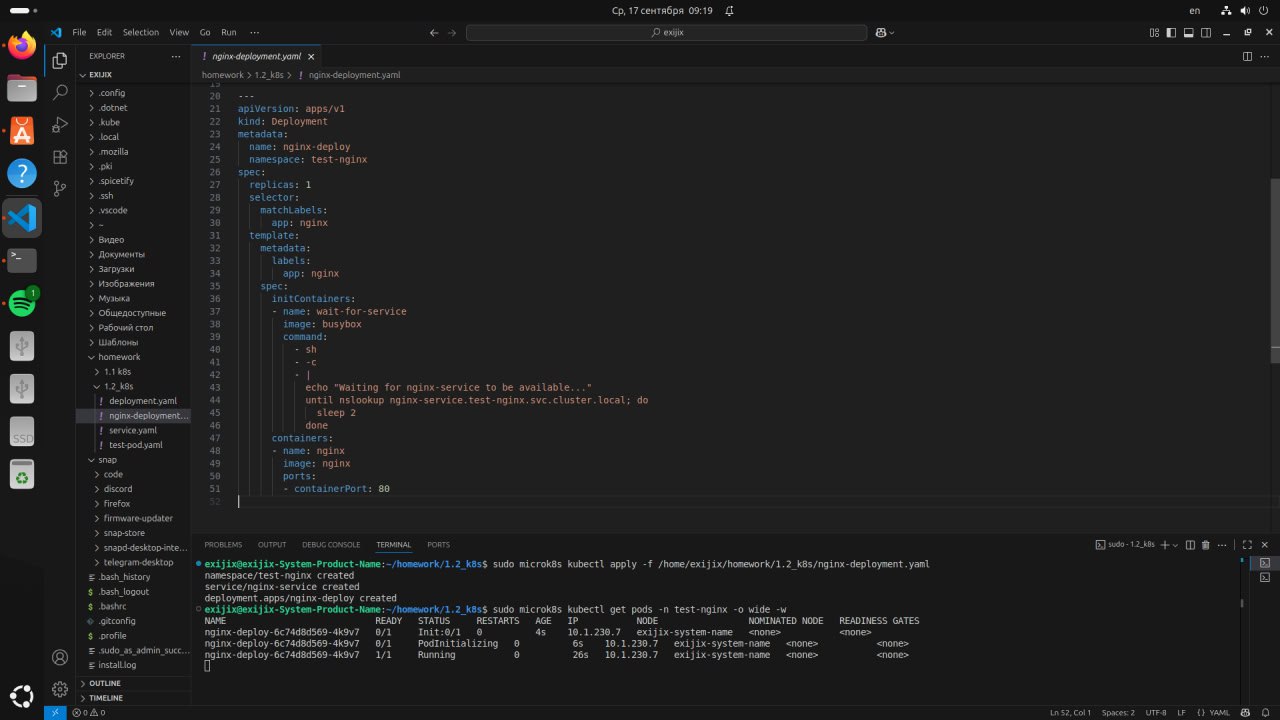 Ср, 17 сентября 09:19
en
File Edit Selection View Go Run ···
exijix
EXPLORER
EXIJIX
.config
.dotnet
.kube
.local
.mozilla
.pki
.spicetify
.ssh
.vscode
~
Видео
Документы
Загрузки
Изображения
Музыка
Общедоступные
Рабочий стол
Шаблоны
homework
1.1 k8s
1.2_k8s
deployment.yaml
nginx-deployment...
service.yaml
test-pod.yaml
snap
code
discord
firefox
firmware-updater
snap-store
snapd-desktop-inte...
telegram-desktop
.bash_history
.bash_logout
.bashrc
.gitconfig
.profile
.sudo_as_admin_succ...
install.log
OUTLINE
TIMELINE
1
SSD
nginx-deployment.yaml
homework > 1.2_k8s > ! nginx-deployment.yaml
19
20 ---
21 apiVersion: apps/v1
22 kind: Deployment
23 metadata:
24 name: nginx-deploy
25 namespace: test-nginx
26 spec:
27 replicas: 1
28 selector:
29 matchLabels:
30 app: nginx
31 template:
32 metadata:
33 labels:
34 app: nginx
35 spec:
36 initContainers:
37 - name: wait-for-service
38 image: busybox
39 command:
40 - sh
41 - -c
42 - |
43 echo "Waiting for nginx-service to be available..."
44 until nslookup nginx-service.test-nginx.svc.cluster.local; do
45 sleep 2
46 done
47 containers:
48 - name: nginx
49 image: nginx
50 ports:
51 - containerPort: 80
52
PROBLEMS OUTPUT DEBUG CONSOLE TERMINAL PORTS
sudo - 1.2_k8s
exijix@exijix-System-Product-Name:~/homework/1.2_k8s$ sudo microk8s kubectl apply -f /home/exijix/homework/1.2_k8s/nginx-deployment.yaml
namespace/test-nginx created
service/nginx-service created
deployment.apps/nginx-deploy created
exijix@exijix-System-Product-Name:~/homework/1.2_k8s$ sudo microk8s kubectl get pods -n test-nginx -o wide -w
NAME READY STATUS RESTARTS AGE IP NODE NOMINATED NODE READINESS GATES
nginx-deploy-6c74d8d569-4k9v7 0/1 Init:0/1 0 4s 10.1.230.7 exijix-system-name <none> <none>
nginx-deploy-6c74d8d569-4k9v7 0/1 PodInitializing 0 6s 10.1.230.7 exijix-system-name <none> <none>
nginx-deploy-6c74d8d569-4k9v7 1/1 Running 0 26s 10.1.230.7 exijix-system-name <none> <none>
0 0
Ln 52, Col 1 Spaces: 2 UTF-8 LF {} YAML